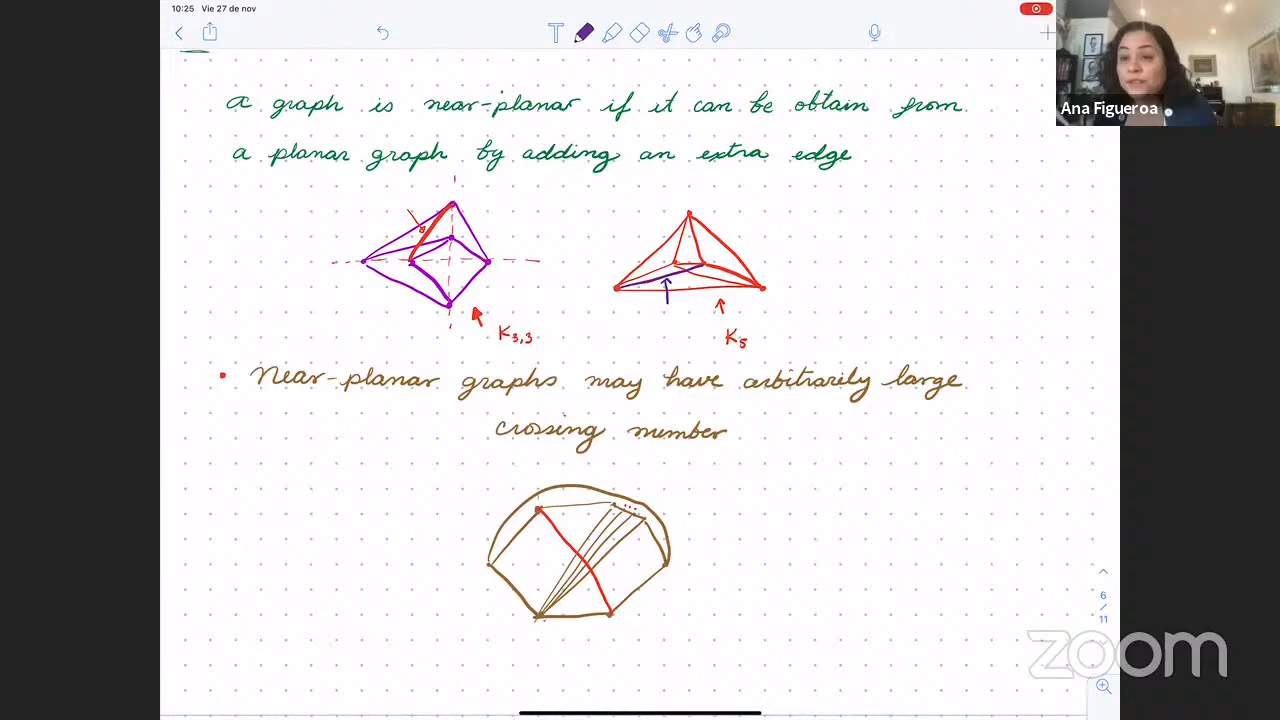 10:25 Vie 27 de nov
Ana Figueroa
a graph is near-planar if it can be obtain from
a planar graph by adding an extra edge
K3,3
K5
• Near-planar graphs may have arbitrarily large
crossing number
6
/
11
zoom